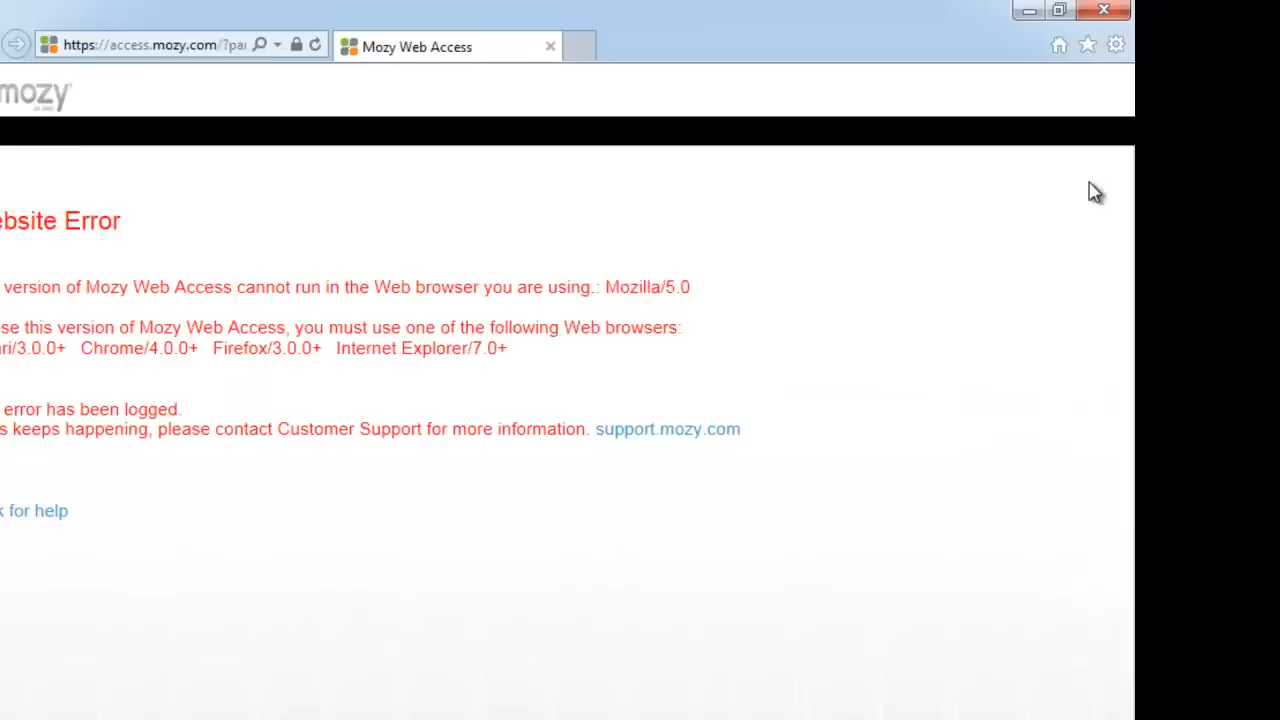 https://access.mozy.com/?pa
Mozy Web Access
mozy
bsite Error
version of Mozy Web Access cannot run in the Web browser you are using.: Mozilla/5.0
se this version of Mozy Web Access, you must use one of the following Web browsers:
ri/3.0.0+ Chrome/4.0.0+ Firefox/3.0.0+ Internet Explorer/7.0+
error has been logged.
s keeps happening, please contact Customer Support for more information. support.mozy.com
k for help